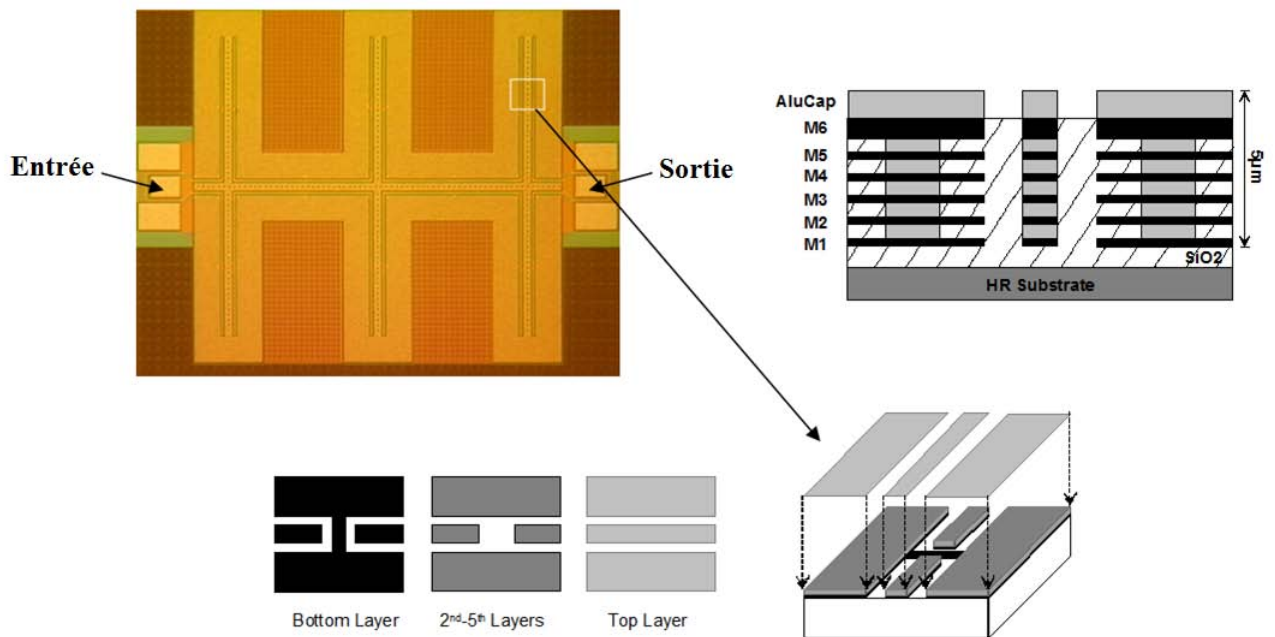 Entrée
Sortie
AluCap
M6
M5
M4
M3
M2
M1
5µm
SiO2
HR Substrate
Bottom Layer
2nd-5th Layers
Top Layer